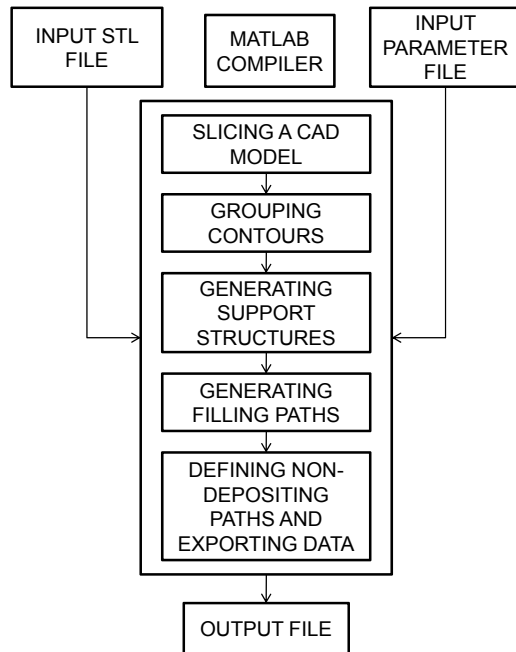 INPUT STL
FILE
MATLAB
COMPILER
INPUT
PARAMETER
FILE
SLICING A CAD
MODEL
GROUPING
CONTOURS
GENERATING
SUPPORT
STRUCTURES
GENERATING
FILLING PATHS
DEFINING NON-
DEPOSITING
PATHS AND
EXPORTING DATA
OUTPUT FILE